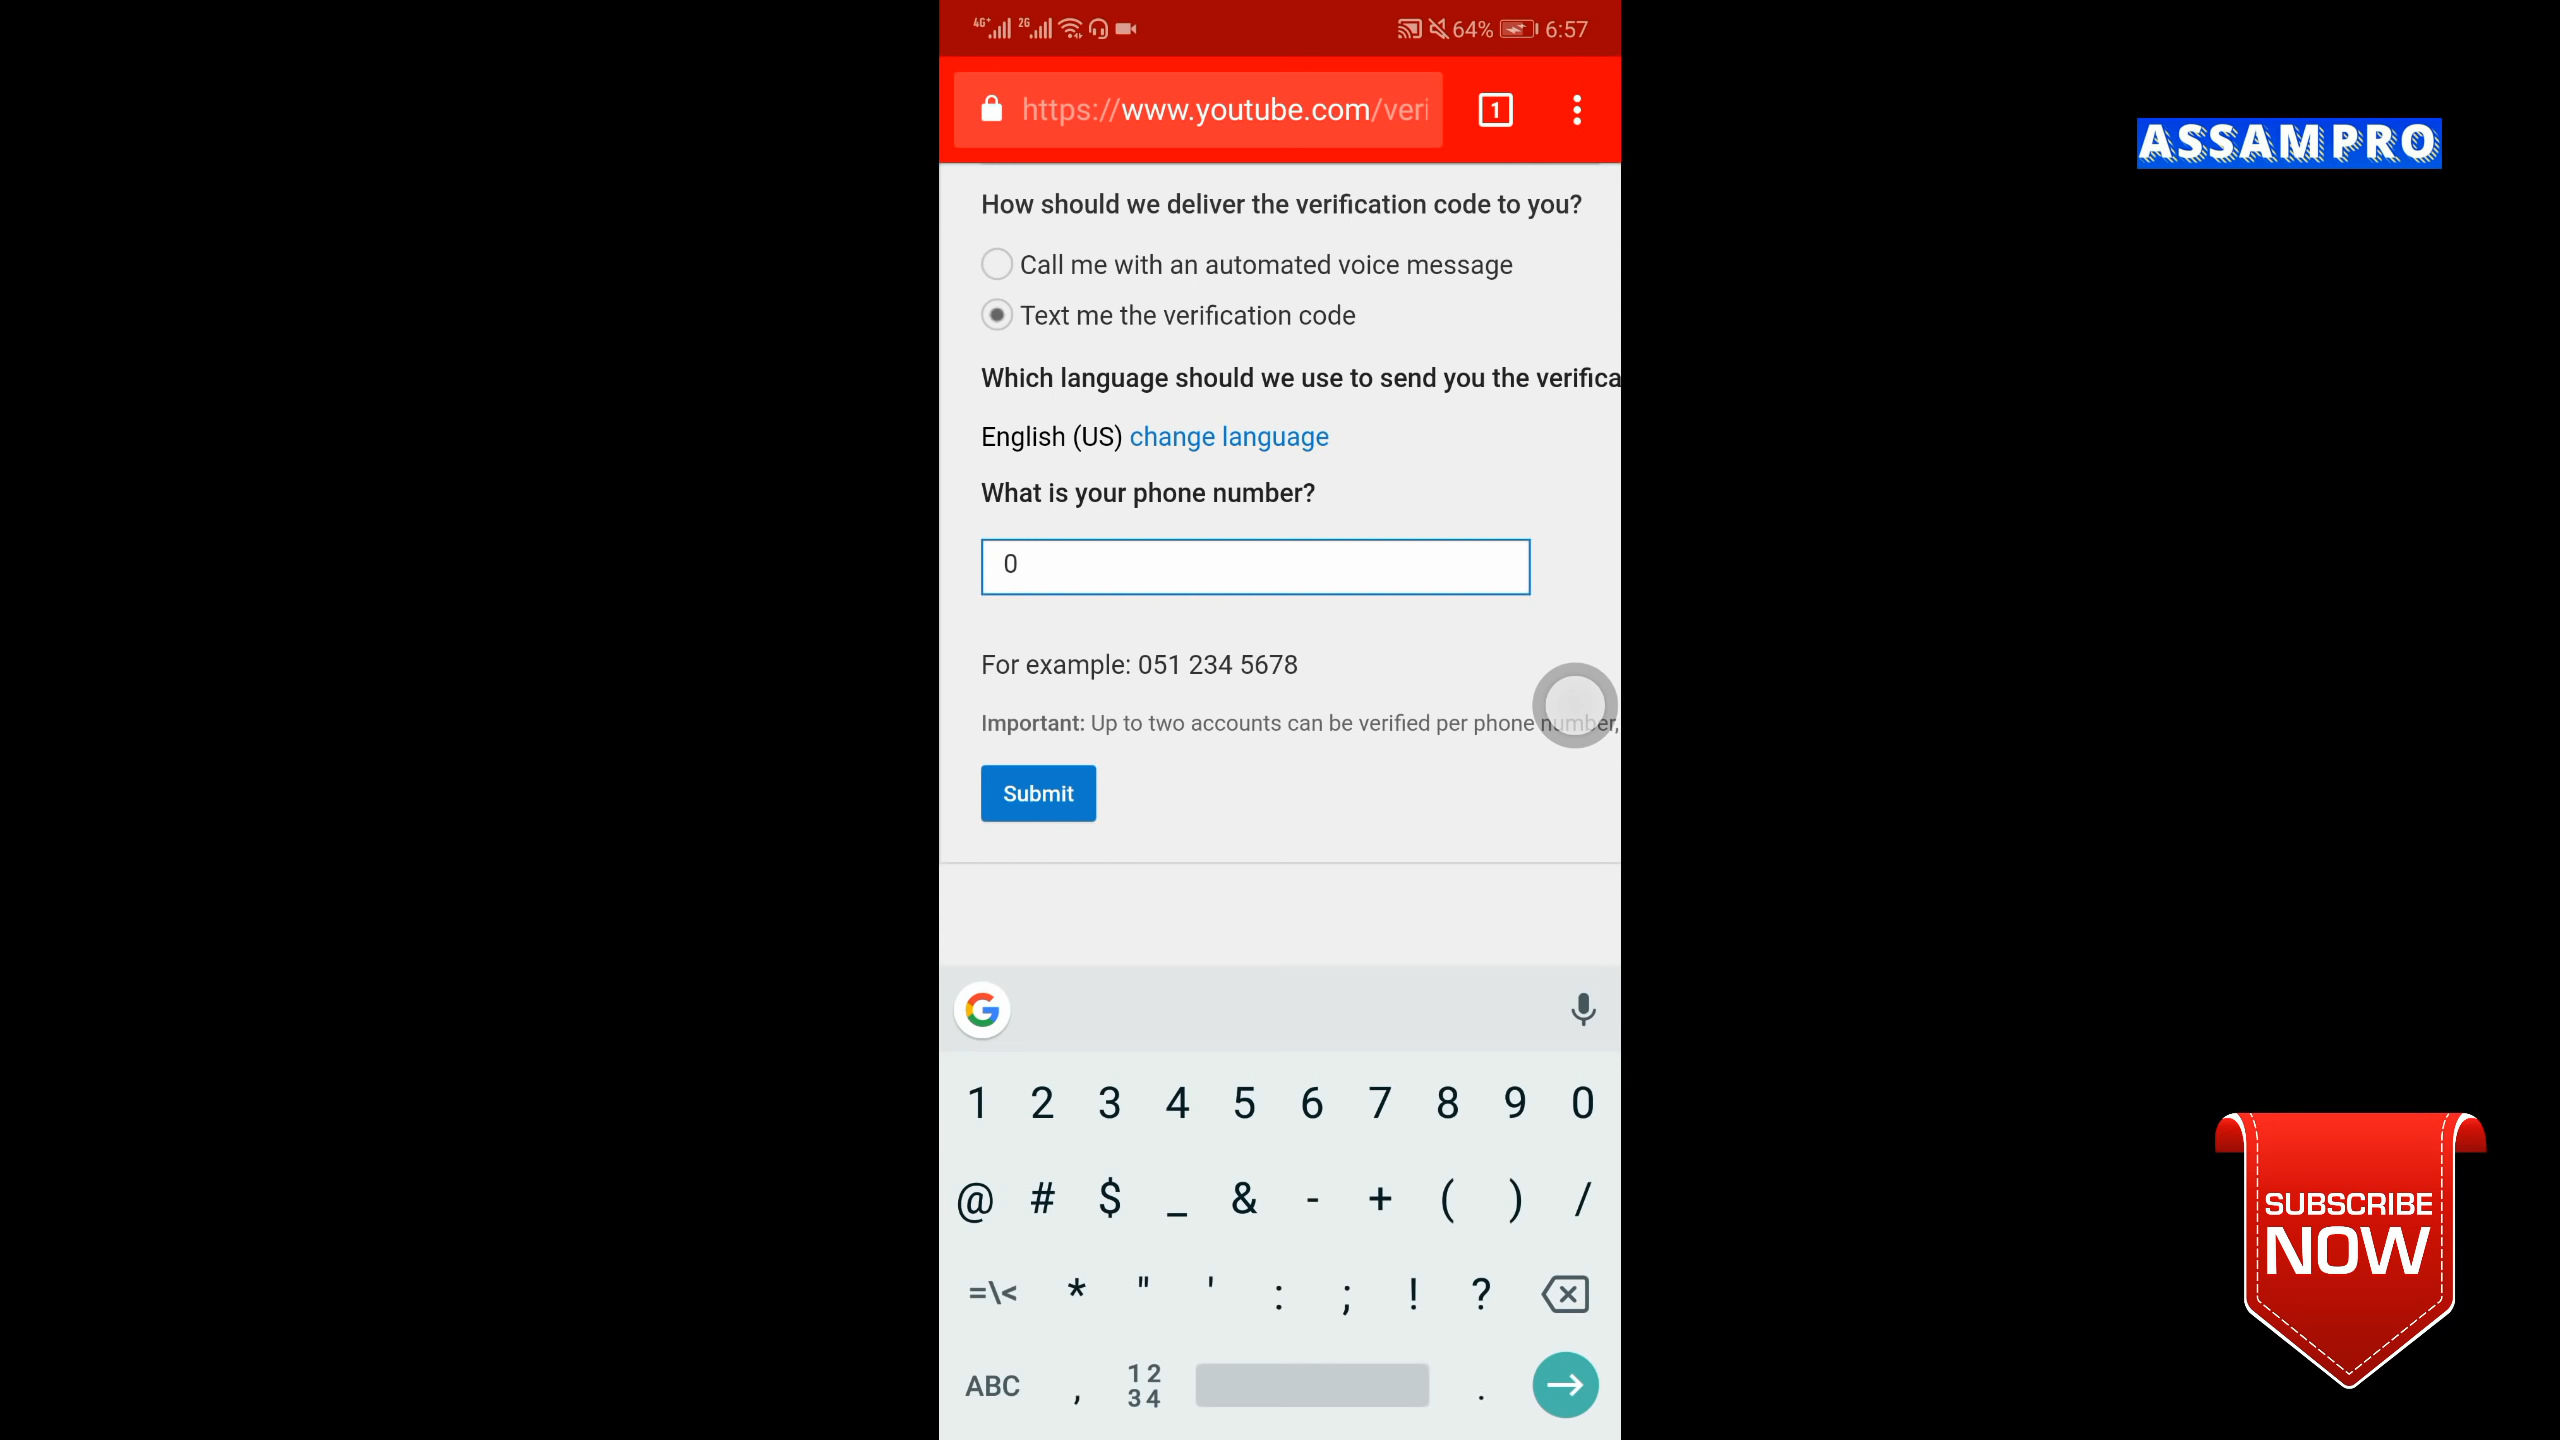 4G+ 2G 64% 6:57
https://www.youtube.com/veri 1
ASSAMPRO
How should we deliver the verification code to you?
Call me with an automated voice message
Text me the verification code
Which language should we use to send you the verifica
English (US) change language
What is your phone number?
0
For example: 051 234 5678
Important: Up to two accounts can be verified per phone number,
Submit
G
1 2 3 4 5 6 7 8 9 0
@ # $ _ & - + ( ) /
=\< * " ' : ; ! ?
ABC , 12 .
34
SUBSCRIBE
NOW